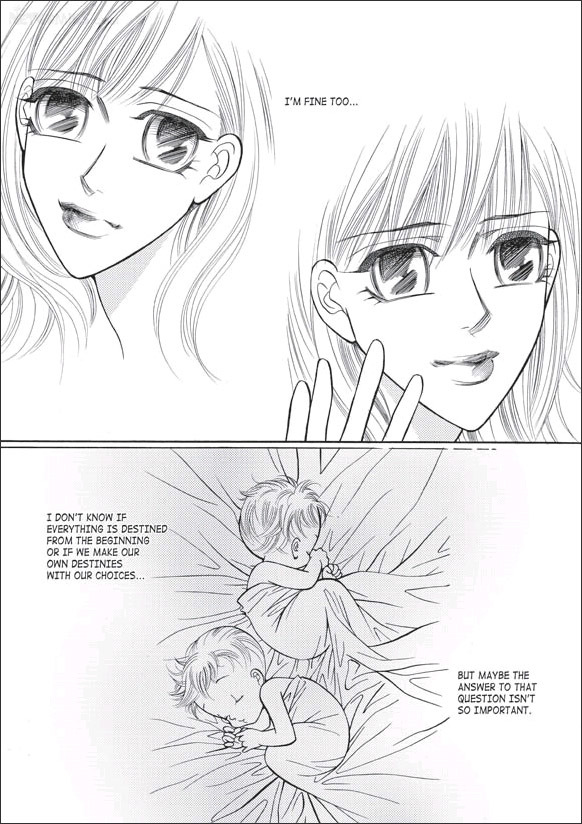 I'M FINE TOO...
I DON'T KNOW IF
EVERYTHING IS DESTINED
FROM THE BEGINNING
OR IF WE MAKE OUR
OWN DESTINIES
WITH OUR CHOICES...
BUT MAYBE THE
ANSWER TO THAT
QUESTION ISN'T
SO IMPORTANT.